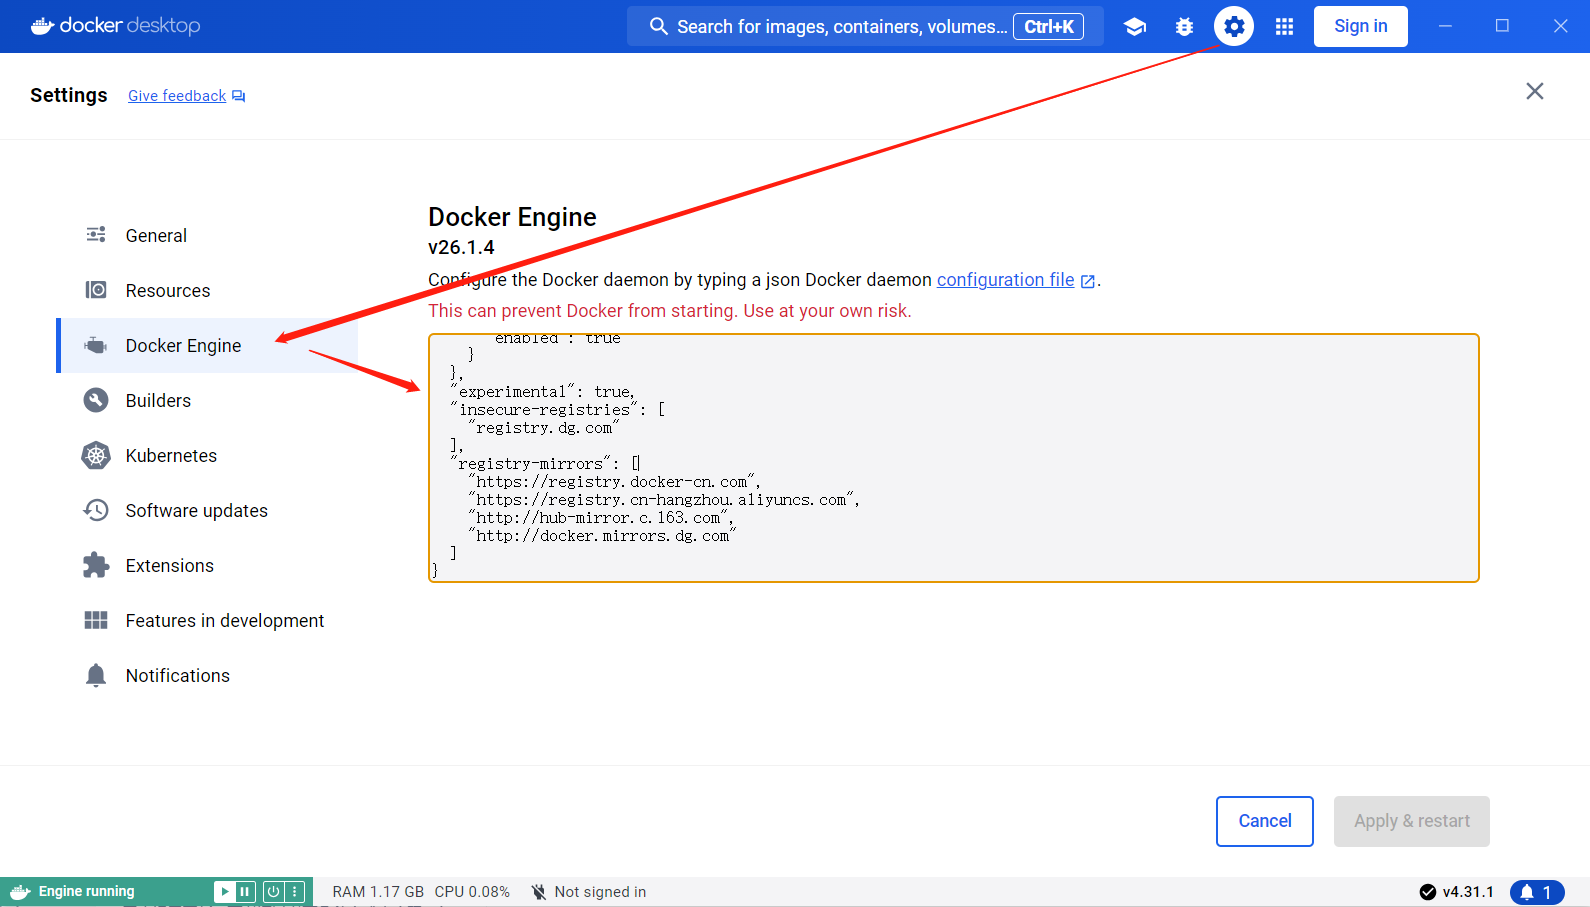 docker desktop
Search for images, containers, volumes... Ctrl+K
Sign in
Settings Give feedback
General
Resources
Docker Engine
Builders
Kubernetes
Software updates
Extensions
Features in development
Notifications
Docker Engine
v26.1.4
Configure the Docker daemon by typing a json Docker daemon configuration file .
This can prevent Docker from starting. Use at your own risk.
enabled": true
}
},
"experimental": true,
"insecure-registries": [
"registry.dg.com"
],
"registry-mirrors": [
"https://registry.docker-cn.com",
"https://registry.cn-hangzhou.aliyuncs.com",
"http://hub-mirror.c.163.com",
"http://docker.mirrors.dg.com"
]
}
Cancel Apply & restart
Engine running RAM 1.17 GB CPU 0.08% Not signed in v4.31.1 1